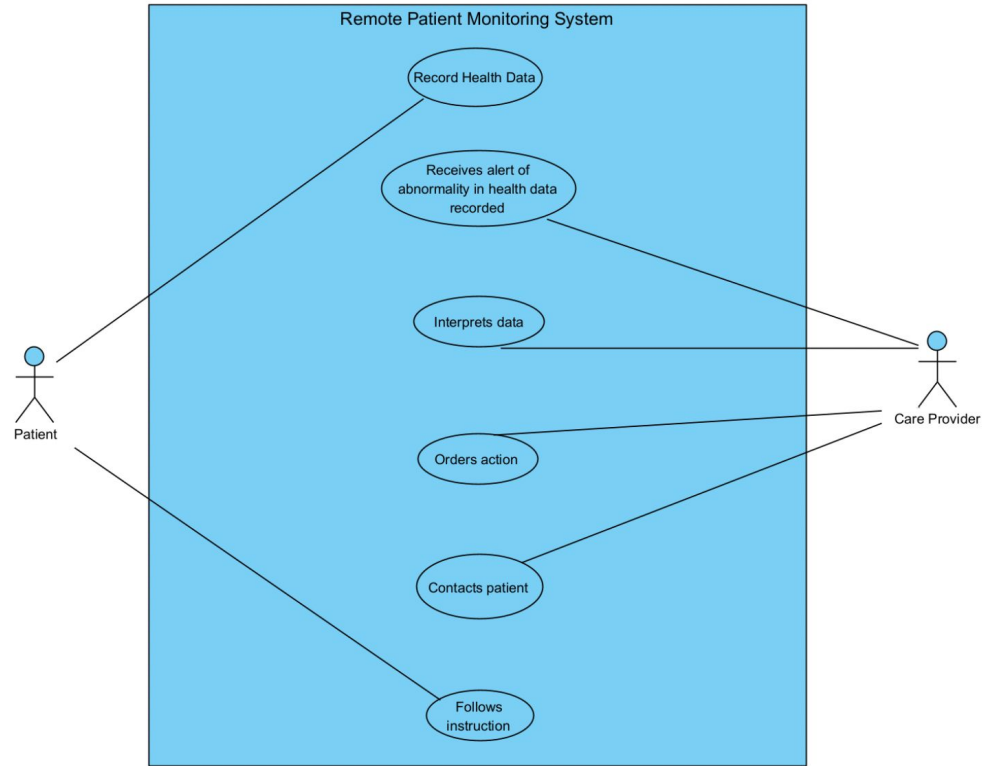 Remote Patient Monitoring System
Record Health Data
Receives alert of
abnormality in health data
recorded
Interprets data
Patient
Care Provider
Orders action
Contacts patient
Follows
instruction